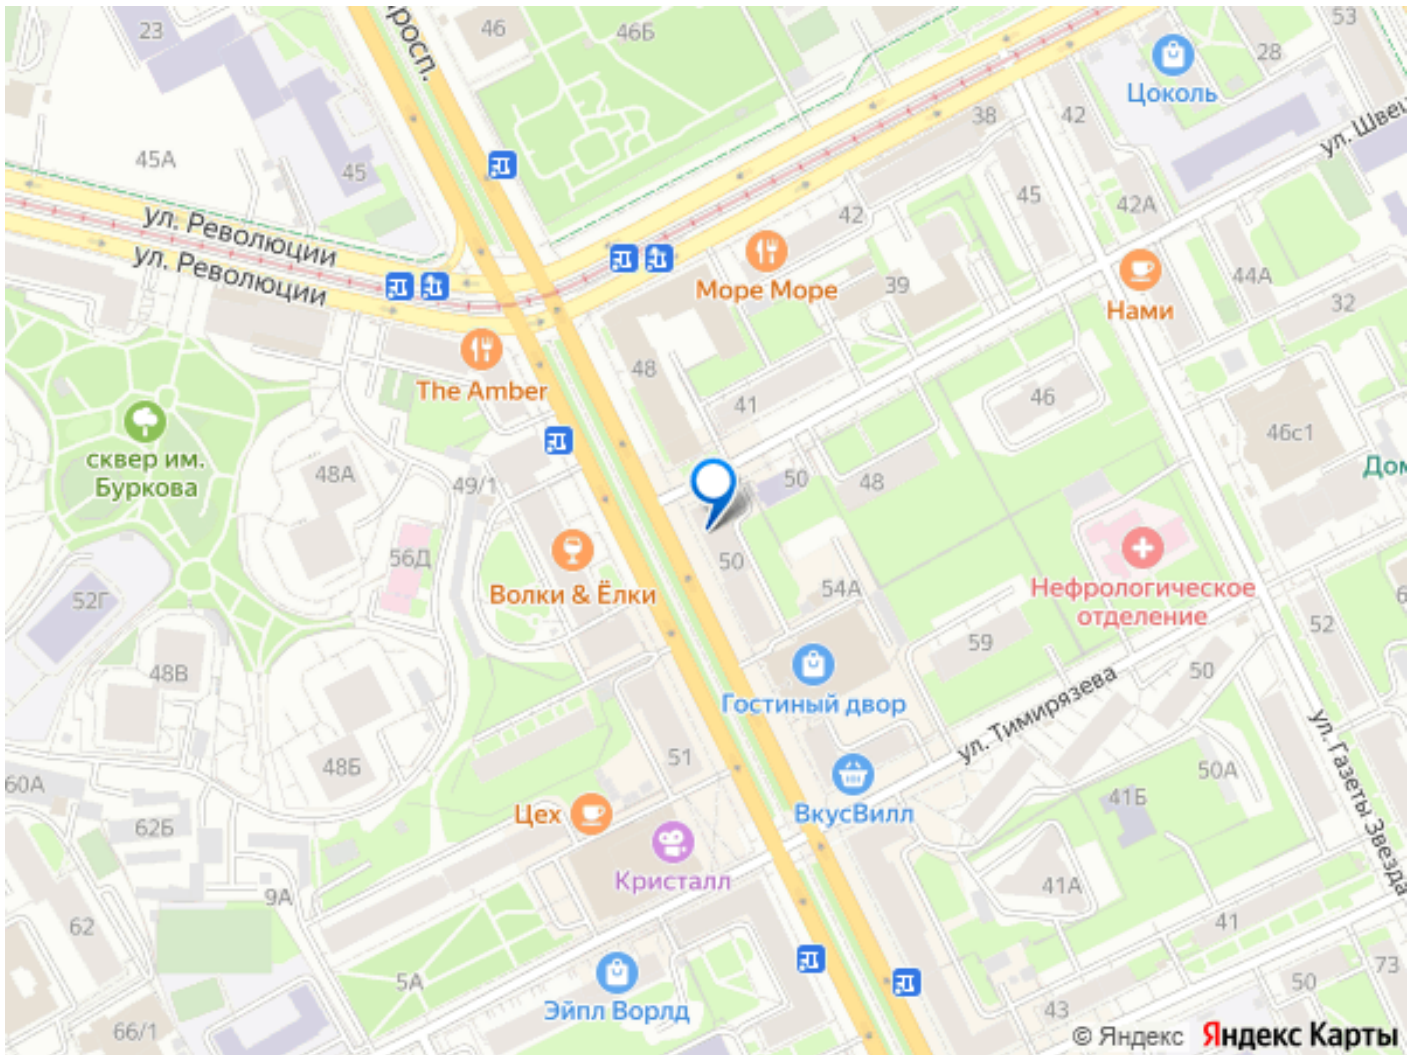 23
росп.
46
46Б
53
28
Цоколь
42
ул. Швец
38
45А
45
45
42А
42
ул. Революции
ул. Революции
Море Море
39
Нами
44А
32
The Amber
48
41
46
46с1
сквер им.
Буркова
48А
49/1
50
48
Дом
56Д
Волки & Ёлки
50
54А
Нефрологическое
отделение
52Г
59
52
6
48В
50
Гостиный двор
ул. Тимирязева
ул. Газеты Звезда
51
48Б
50А
60А
ВкусВилл
41Б
Цех
62Б
Кристалл
9А
41А
62
41
5А
73
50
Эйпл Ворлд
43
66/1
© Яндекс Яндекс Карты